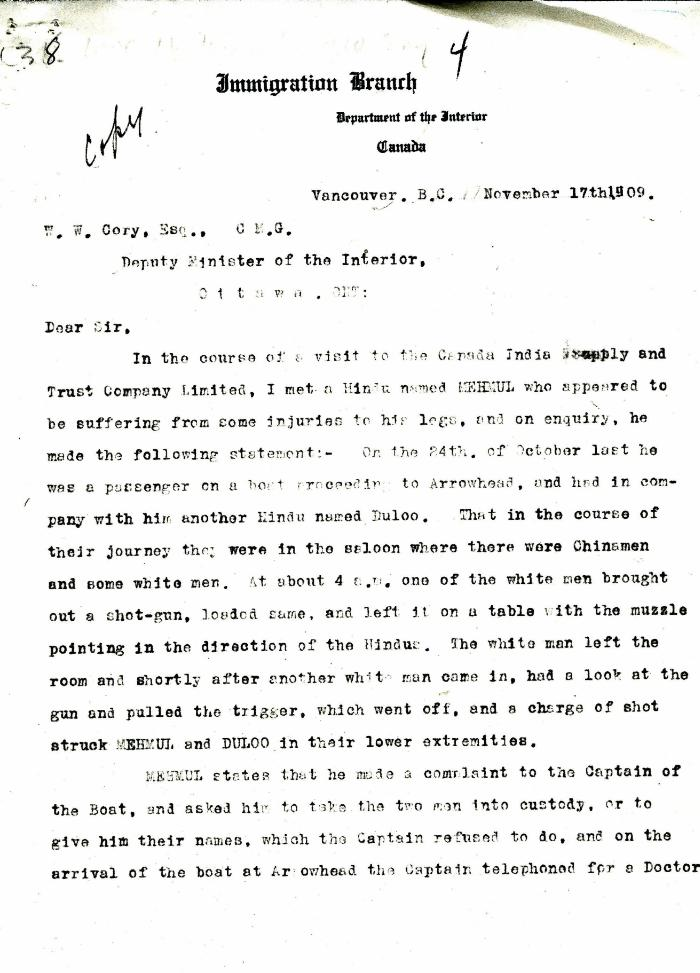 38
4
Immigration Branch
Department of the Interior
Canada
copy
Vancouver. B.C. November 17th1909.
W. W. Cory, Esq., C M.G.
Deputy Minister of the Interior,
O t t a w a . ONT:
Dear Sir,
In the course of a visit to the Canada India Supply and
Trust Company Limited, I met a Hindu named MEHMUL who appeared to
be suffering from some injuries to his legs, and on enquiry, he
made the following statement:- On the 24th. of October last he
was a passenger on a boat proceeding to Arrowhead, and had in com-
pany with him another Hindu named Duloo. That in the course of
their journey they were in the saloon where there were Chinamen
and some white men. At about 4 a.m. one of the white men brought
out a shot-gun, loaded same, and left it on a table with the muzzle
pointing in the direction of the Hindus. The white man left the
room and shortly after another white man came in, had a look at the
gun and pulled the trigger, which went off, and a charge of shot
struck MEHMUL and DULOO in their lower extremities.
MEHMUL states that he made a complaint to the Captain of
the Boat, and asked him to take the two men into custody, or to
give him their names, which the Captain refused to do, and on the
arrival of the boat at Arrowhead the Captain telephoned for a Doctor